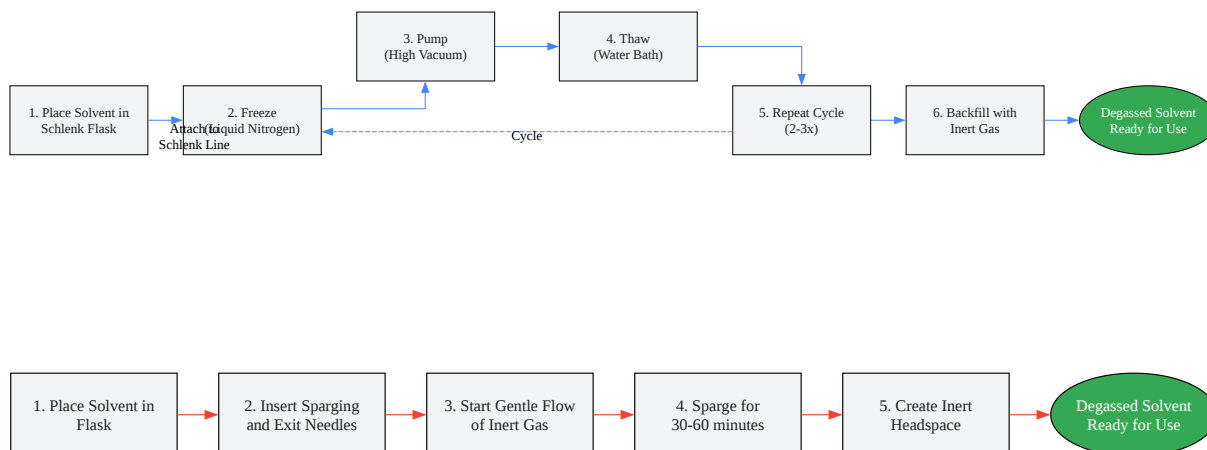 1. Place Solvent in
Schlenk Flask
Attach to
Schlenk Line
2. Freeze
(Liquid Nitrogen)
3. Pump
(High Vacuum)
4. Thaw
(Water Bath)
5. Repeat Cycle
(2-3x)
Cycle
6. Backfill with
Inert Gas
Degassed Solvent
Ready for Use
1. Place Solvent in
Flask
2. Insert Sparging
and Exit Needles
3. Start Gentle Flow
of Inert Gas
4. Sparge for
30-60 minutes
5. Create Inert
Headspace
Degassed Solvent
Ready for Use